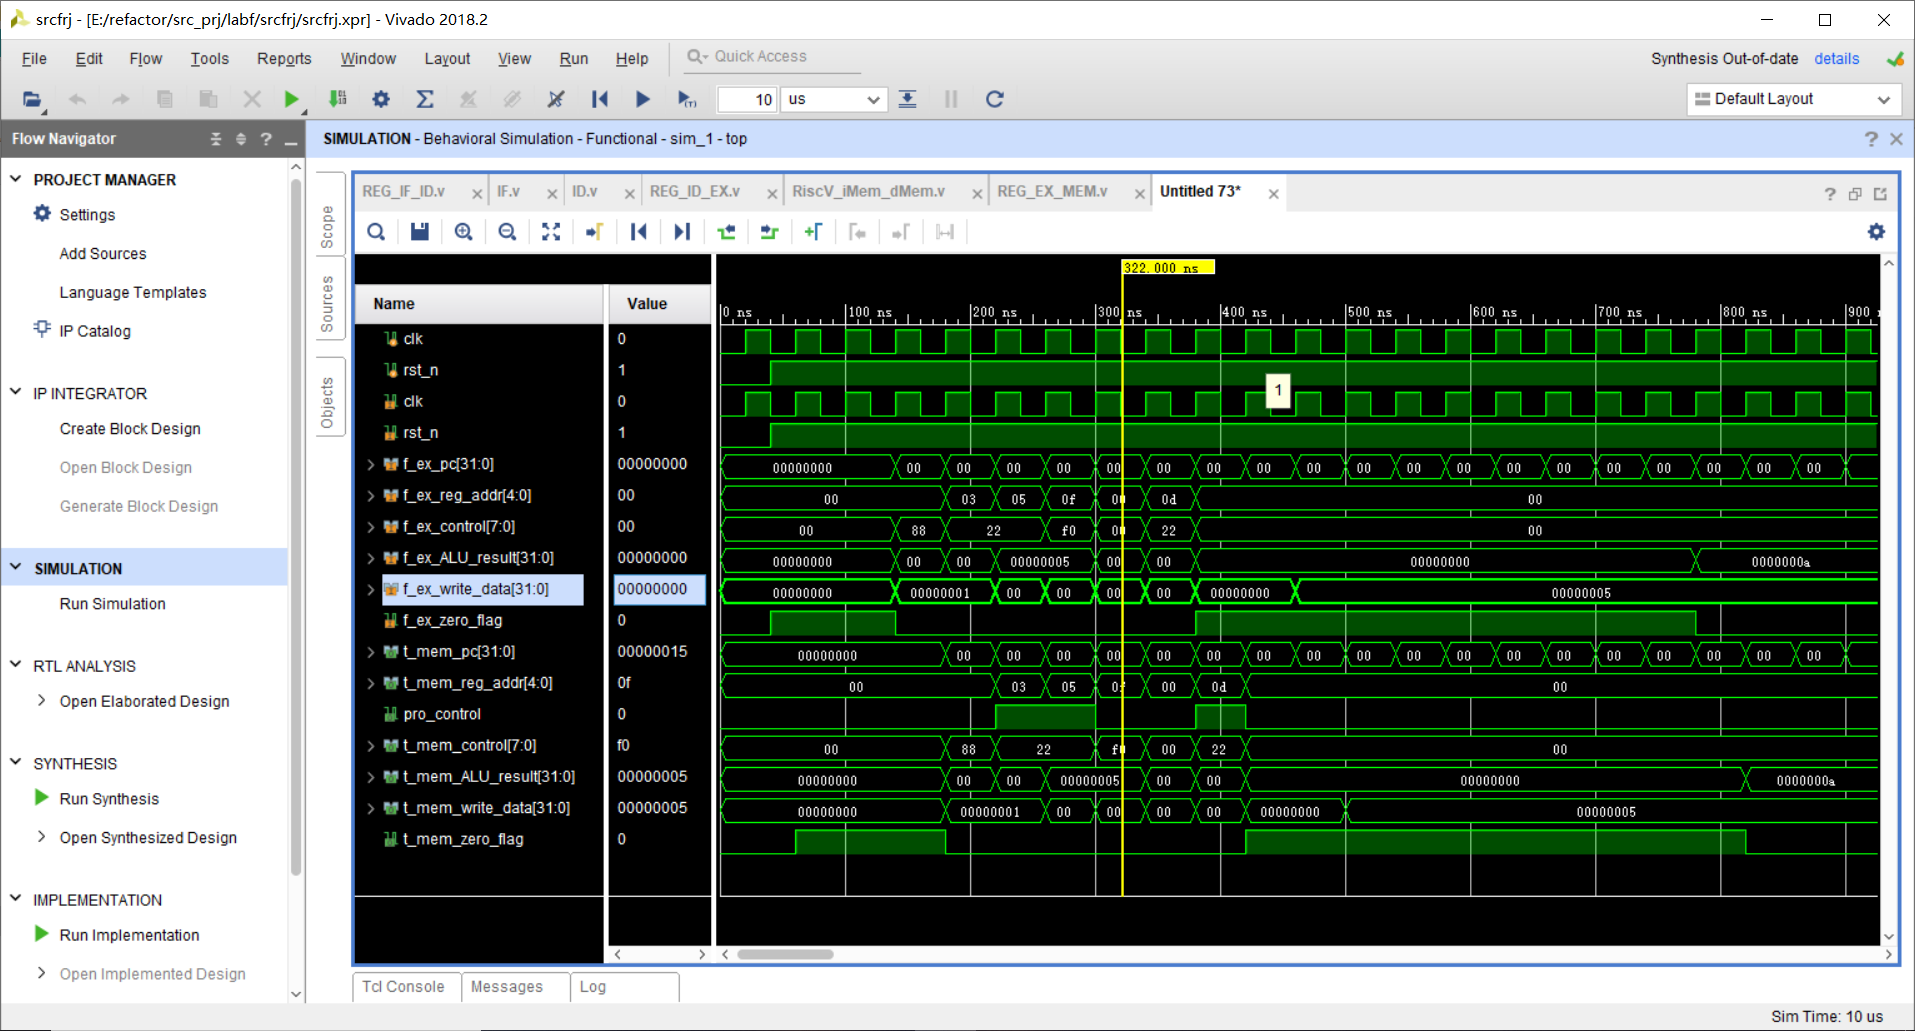 srcfrj - [E:/refactor/src_prj/labf/srcfrj/srcfrj.xpr] - Vivado 2018.2
File Edit Flow Tools Reports Window Layout View Run Help Quick Access
Synthesis Out-of-date details
10 us
Default Layout
Flow Navigator
SIMULATION - Behavioral Simulation - Functional - sim_1 - top
PROJECT MANAGER
Settings
Add Sources
Language Templates
IP Catalog
IP INTEGRATOR
Create Block Design
Open Block Design
Generate Block Design
SIMULATION
Run Simulation
RTL ANALYSIS
Open Elaborated Design
SYNTHESIS
Run Synthesis
Open Synthesized Design
IMPLEMENTATION
Run Implementation
Open Implemented Design
Scope
Sources
Objects
REG_IF_ID.v IF.v ID.v REG_ID_EX.v RiscV_iMem_dMem.v REG_EX_MEM.v Untitled 73*
322.000 ns
Name Value
0 ns 100 ns 200 ns 300 ns 400 ns 500 ns 600 ns 700 ns 800 ns 900
clk 0
rst_n 1
1
clk 0
rst_n 1
f_ex_pc[31:0] 00000000 00000000 00 00 00 00 00 00 00 00 00 00 00 00 00 00 00 00 00 00 00
f_ex_reg_addr[4:0] 00 00 03 05 0f 00 0d 00
f_ex_control[7:0] 00 00 88 22 f0 00 22 00
f_ex_ALU_result[31:0] 00000000 00000000 00 00 00000005 00 00 00000000 0000000a
f_ex_write_data[31:0] 00000000 00000000 00000001 00 00 00 00 00000000 00000005
f_ex_zero_flag 0
t_mem_pc[31:0] 00000015 00000000 00 00 00 00 00 00 00 00 00 00 00 00 00 00 00 00 00 00
t_mem_reg_addr[4:0] 0f 00 03 05 0f 00 0d 00
pro_control 0
t_mem_control[7:0] f0 00 88 22 f0 00 22 00
t_mem_ALU_result[31:0] 00000005 00000000 00 00 00000005 00 00 00000000 0000000a
t_mem_write_data[31:0] 00000005 00000000 00000001 00 00 00 00 00000000 00000005
t_mem_zero_flag 0
Tcl Console Messages Log
Sim Time: 10 us